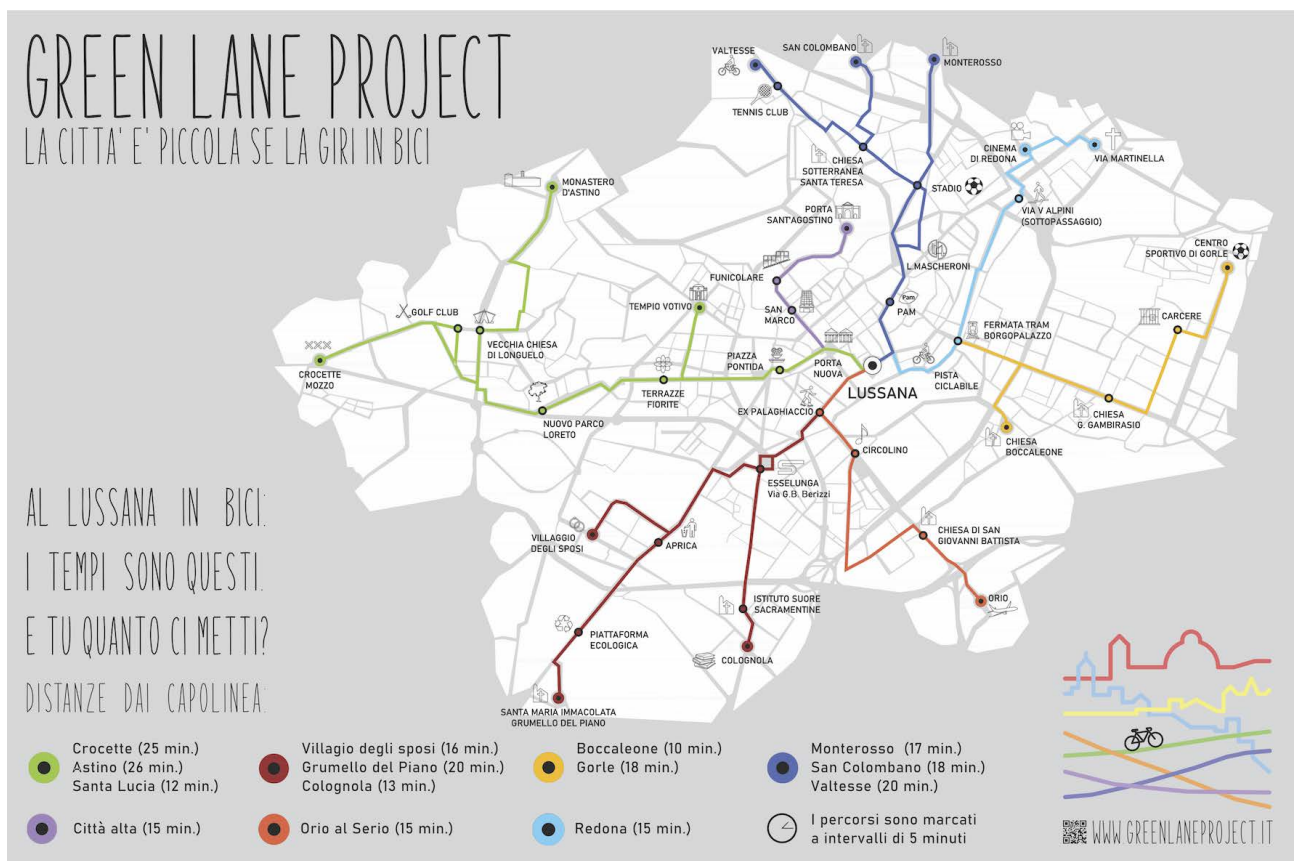 GREEN LANE PROJECT
LA CITTA' E' PICCOLA SE LA GIRI IN BICI
VALTESSE
SAN COLOMBANO
MONTEROSSO
TENNIS CLUB
CHIESA
SOTTERRANEA
SANTA TERESA
STADIO
CINEMA
DI REDONA
VIA MARTINELLA
VIA V ALPINI
(SOTTOPASSAGGIO)
MONASTERO
D'ASTINO
PORTA
SANT'AGOSTINO
CENTRO
SPORTIVO DI GORLE
L.MASCHERONI
FUNICOLARE
TEMPIO VOTIVO
SAN
MARCO
Pam
PAM
GOLF CLUB
CARCERE
FERMATA TRAM
BORGOPALAZZO
VECCHIA CHIESA
DI LONGUELO
XXX
CROCETTE
MOZZO
PIAZZA
PONTIDA
PORTA
NUOVA
PISTA
CICLABILE
LUSSANA
TERRAZZE
FIORITE
NUOVO PARCO
LORETO
EX PALAGHIACCIO
CHIESA
G. GAMBIRASIO
CHIESA
BOCCALEONE
CIRCOLINO
ESSELUNGA
Via G.B. Berizzi
VILLAGGIO
DEGLI SPOSI
APRICA
CHIESA DI SAN
GIOVANNI BATTISTA
ISTITUTO SUORE
SACRAMENTINE
ORIO
PIATTAFORMA
ECOLOGICA
COLOGNOLA
SANTA MARIA IMMACOLATA
GRUMELLO DEL PIANO
AL LUSSANA IN BICI:
I TEMPI SONO QUESTI.
E TU QUANTO CI METTI?
DISTANZE DAI CAPOLINEA:
Crocette (25 min.)
Astino (26 min.)
Santa Lucia (12 min.)
Villagio degli sposi (16 min.)
Grumello del Piano (20 min.)
Colognola (13 min.)
Boccaleone (10 min.)
Gorle (18 min.)
Monterosso (17 min.)
San Colombano (18 min.)
Valtesse (20 min.)
Città alta (15 min.)
Orio al Serio (15 min.)
Redona (15 min.)
I percorsi sono marcati
a intervalli di 5 minuti
WWW.GREENLANEPROJECT.IT